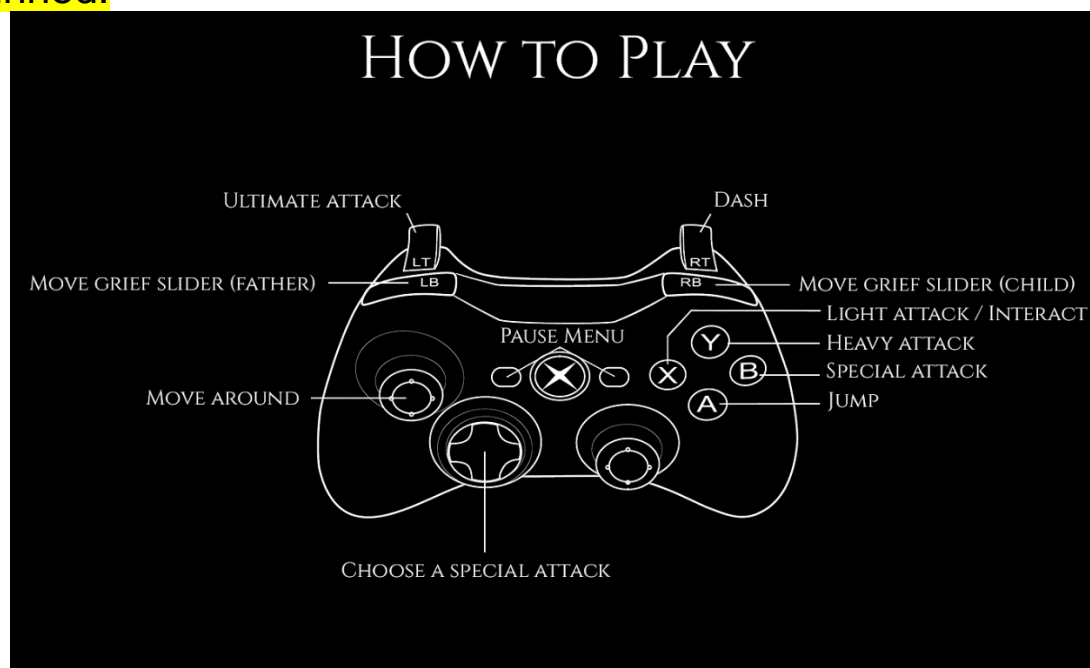 HOW TO PLAY
ULTIMATE ATTACK
DASH
LT
RT
MOVE GRIEF SLIDER (FATHER)
LB
RB
MOVE GRIEF SLIDER (CHILD)
LIGHT ATTACK / INTERACT
PAUSE MENU
Y
HEAVY ATTACK
X
B
SPECIAL ATTACK
MOVE AROUND
A
JUMP
CHOOSE A SPECIAL ATTACK